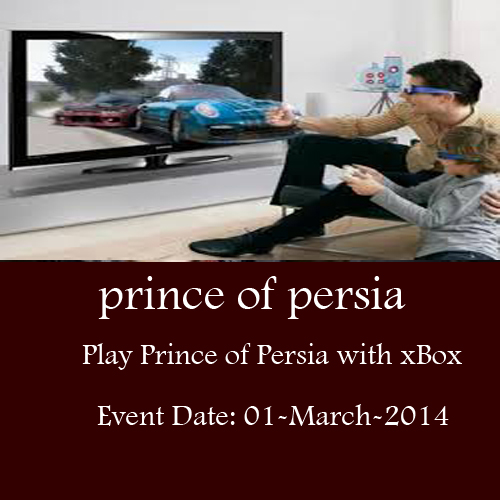 prince of persia
Play Prince of Persia with xBox
Event Date: 01-March-2014